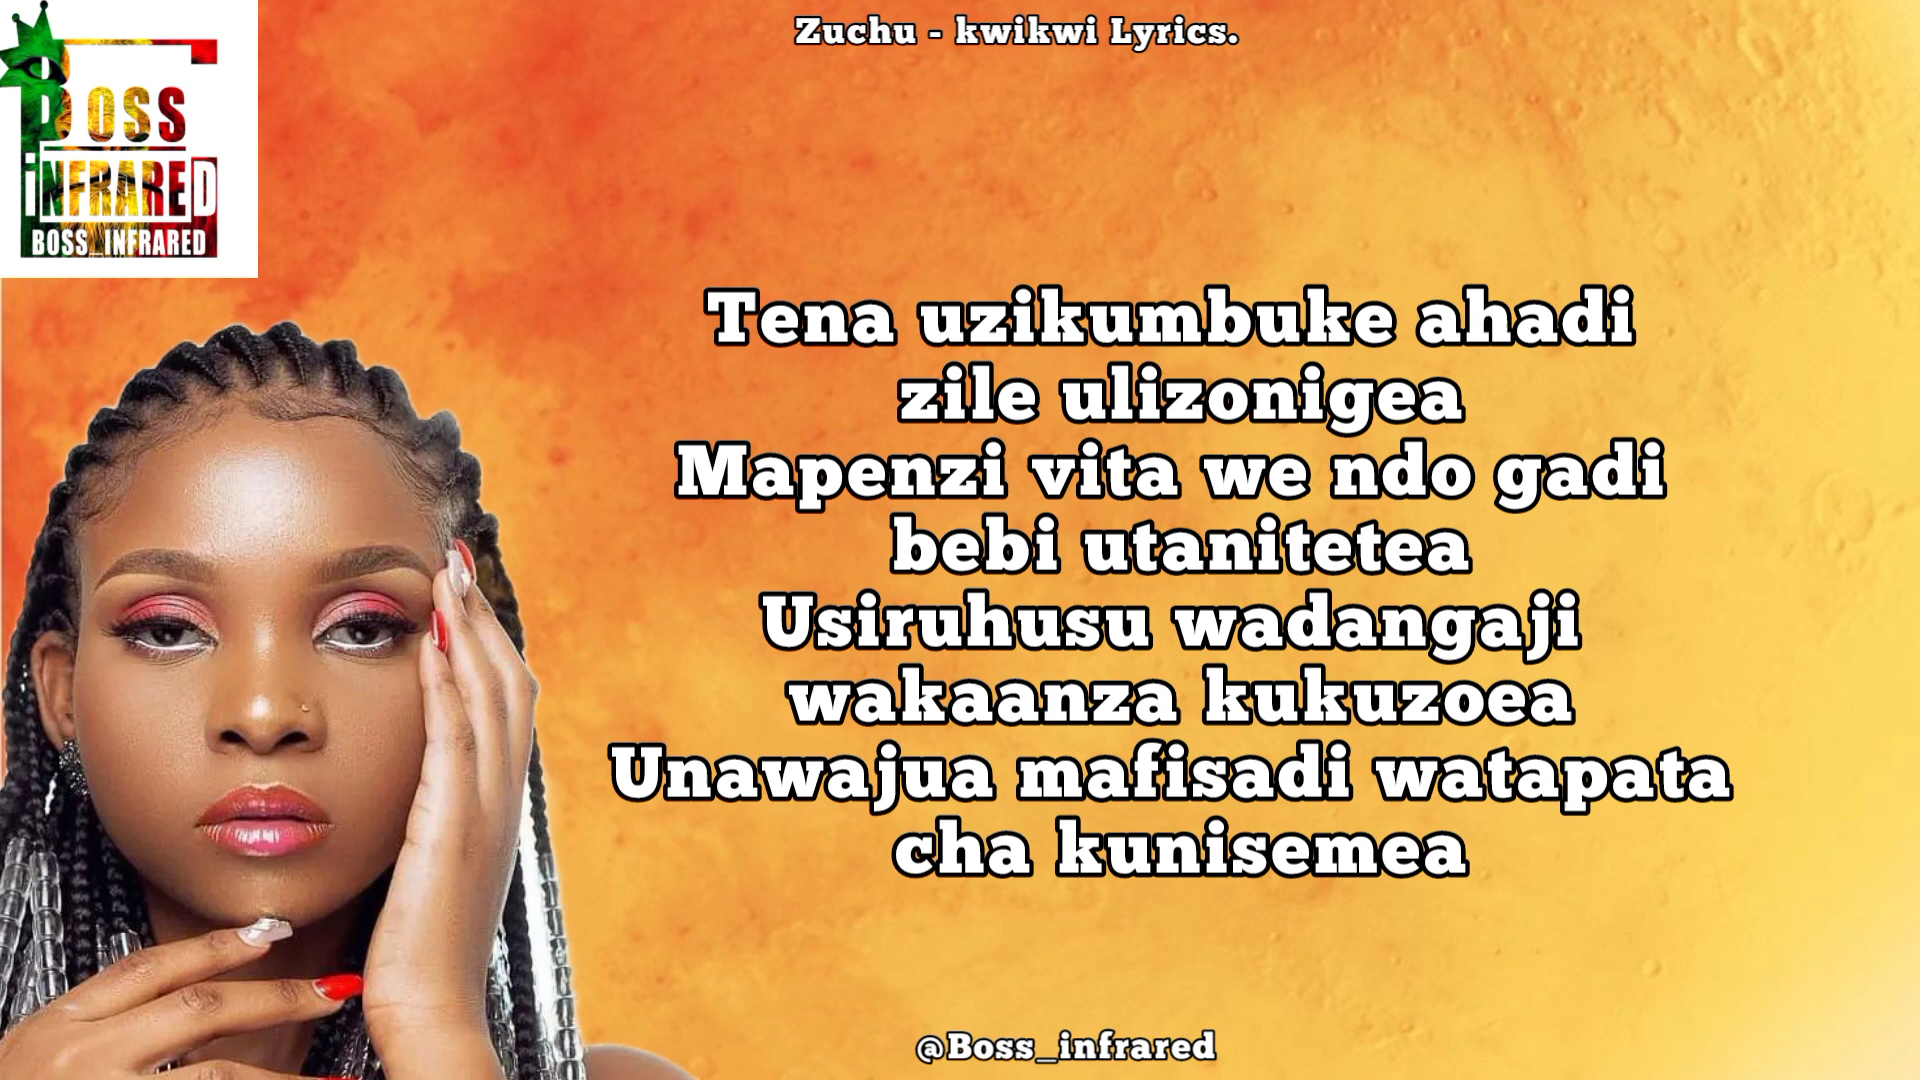 Zuchu - kwikwi Lyrics.
BOSS
iNFRARED
BOSS_INFRARED
Tena uzikumbuke ahadi
zile ulizonigea
Mapenzi vita we ndo gadi
bebi utanitetea
Usiruhusu wadangaji
wakaanza kukuzoea
Unawajua mafisadi watapata
cha kunisemea
@Boss_infrared